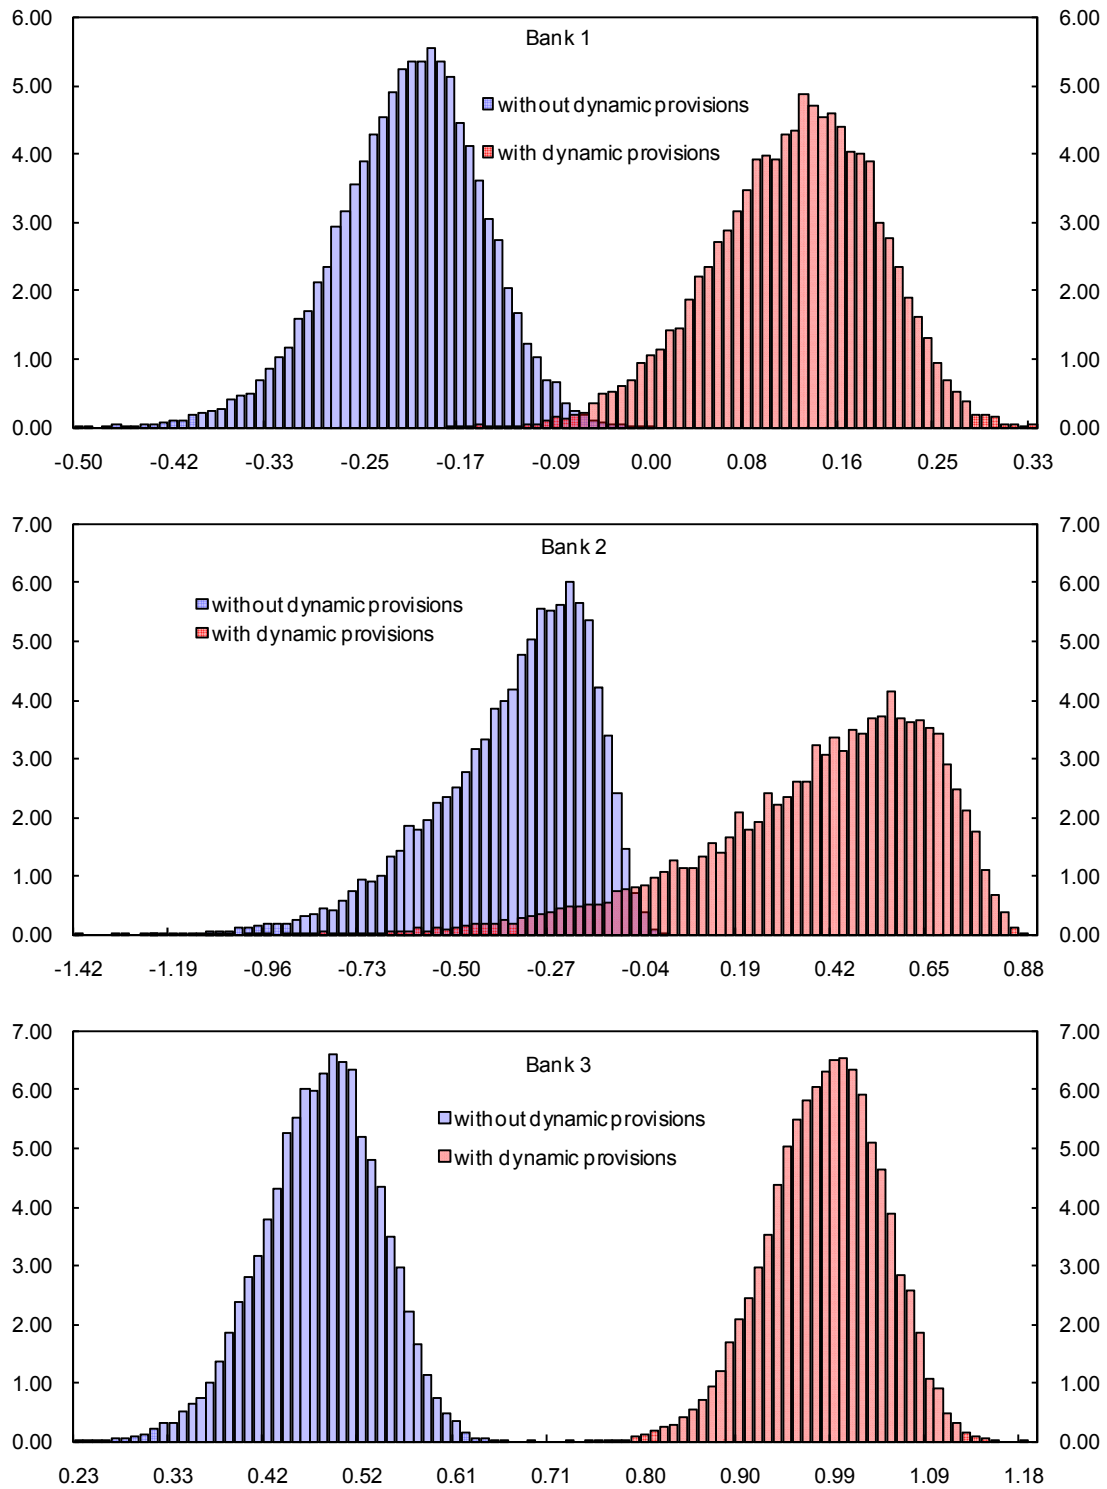 6.00 6.00
Bank 1
5.00 5.00
without dynamic provisions
4.00 with dynamic provisions 4.00
3.00 3.00
2.00 2.00
1.00 1.00
0.00 0.00
-0.50 -0.42 -0.33 -0.25 -0.17 -0.09 0.00 0.08 0.16 0.25 0.33
7.00 7.00
Bank 2
6.00 6.00
without dynamic provisions
with dynamic provisions
5.00 5.00
4.00 4.00
3.00 3.00
2.00 2.00
1.00 1.00
0.00 0.00
-1.42 -1.19 -0.96 -0.73 -0.50 -0.27 -0.04 0.19 0.42 0.65 0.88
7.00 7.00
Bank 3
6.00 6.00
without dynamic provisions
with dynamic provisions
5.00 5.00
4.00 4.00
3.00 3.00
2.00 2.00
1.00 1.00
0.00 0.00
0.23 0.33 0.42 0.52 0.61 0.71 0.80 0.90 0.99 1.09 1.18